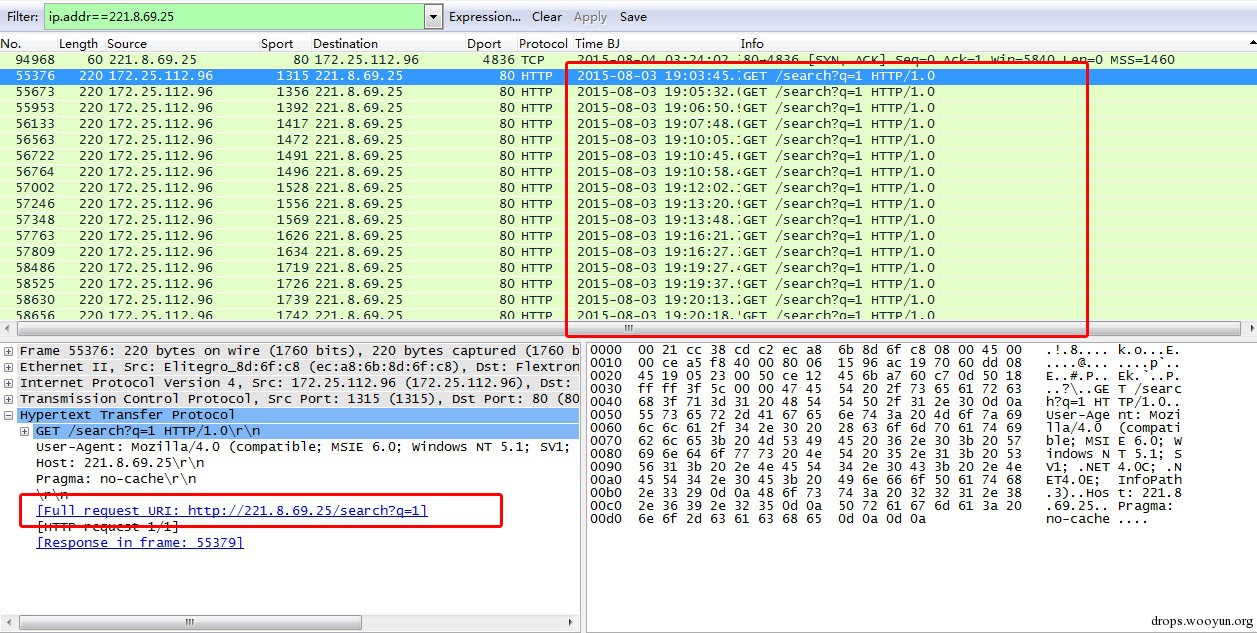 Filter: ip.addr==221.8.69.25 Expression... Clear Apply Save
No. Length Source Sport Destination Dport Protocol Time BJ Info
94968 60 221.8.69.25 80 172.25.112.96 4836 TCP 2015-08-04 03:24:02. 80→4836 [SYN, ACK] Seq=0 Ack=1 Win=5840 Len=0 MSS=1460
55376 220 172.25.112.96 1315 221.8.69.25 80 HTTP 2015-08-03 19:03:45. GET /search?q=1 HTTP/1.0
55673 220 172.25.112.96 1356 221.8.69.25 80 HTTP 2015-08-03 19:05:32.( GET /search?q=1 HTTP/1.0
55953 220 172.25.112.96 1392 221.8.69.25 80 HTTP 2015-08-03 19:06:50. GET /search?q=1 HTTP/1.0
56133 220 172.25.112.96 1417 221.8.69.25 80 HTTP 2015-08-03 19:07:48.( GET /search?q=1 HTTP/1.0
56563 220 172.25.112.96 1472 221.8.69.25 80 HTTP 2015-08-03 19:10:05. GET /search?q=1 HTTP/1.0
56722 220 172.25.112.96 1491 221.8.69.25 80 HTTP 2015-08-03 19:10:45. GET /search?q=1 HTTP/1.0
56764 220 172.25.112.96 1496 221.8.69.25 80 HTTP 2015-08-03 19:10:58. GET /search?q=1 HTTP/1.0
57002 220 172.25.112.96 1528 221.8.69.25 80 HTTP 2015-08-03 19:12:02. GET /search?q=1 HTTP/1.0
57246 220 172.25.112.96 1556 221.8.69.25 80 HTTP 2015-08-03 19:13:20. GET /search?q=1 HTTP/1.0
57348 220 172.25.112.96 1569 221.8.69.25 80 HTTP 2015-08-03 19:13:48. GET /search?q=1 HTTP/1.0
57763 220 172.25.112.96 1626 221.8.69.25 80 HTTP 2015-08-03 19:16:21. GET /search?q=1 HTTP/1.0
57809 220 172.25.112.96 1634 221.8.69.25 80 HTTP 2015-08-03 19:16:27. GET /search?q=1 HTTP/1.0
58486 220 172.25.112.96 1719 221.8.69.25 80 HTTP 2015-08-03 19:19:27. GET /search?q=1 HTTP/1.0
58525 220 172.25.112.96 1726 221.8.69.25 80 HTTP 2015-08-03 19:19:37. GET /search?q=1 HTTP/1.0
58630 220 172.25.112.96 1739 221.8.69.25 80 HTTP 2015-08-03 19:20:13. GET /search?q=1 HTTP/1.0
58656 220 172.25.112.96 1742 221.8.69.25 80 HTTP 2015-08-03 19:20:18. GET /search?q=1 HTTP/1.0
Frame 55376: 220 bytes on wire (1760 bits), 220 bytes captured (1760 b
Ethernet II, Src: Elitegro_8d:6f:c8 (ec:a8:6b:8d:6f:c8), Dst: Flextron
Internet Protocol Version 4, Src: 172.25.112.96 (172.25.112.96), Dst:
Transmission Control Protocol, Src Port: 1315 (1315), Dst Port: 80 (80
Hypertext Transfer Protocol
GET /search?q=1 HTTP/1.0\r\n
User-Agent: Mozilla/4.0 (compatible; MSIE 6.0; Windows NT 5.1; SV1;
Host: 221.8.69.25\r\n
Pragma: no-cache\r\n
\r\n
[Full request URI: http://221.8.69.25/search?q=1]
[HTTP request 1/1]
[Response in frame: 55379]
0000 00 21 cc 38 cd c2 ec a8 6b 8d 6f c8 08 00 45 00 .!.8.... k.o...E.
0010 00 ce a5 f8 40 00 80 06 15 96 ac 19 70 60 dd 08 ....@... ....p`..
0020 45 19 05 23 00 50 ce 12 45 6b a7 60 c7 0d 50 18 E..#.P.. Ek.`..P.
0030 ff ff 3f 5c 00 00 47 45 54 20 2f 73 65 61 72 63 ..?\..GE T /searc
0040 68 3f 71 3d 31 20 48 54 54 50 2f 31 2e 30 0d 0a h?q=1 HT TP/1.0..
0050 55 73 65 72 2d 41 67 65 6e 74 3a 20 4d 6f 7a 69 User-Age nt: Mozi
0060 6c 6c 61 2f 34 2e 30 20 28 63 6f 6d 70 61 74 69 lla/4.0 (compati
0070 62 6c 65 3b 20 4d 53 49 45 20 36 2e 30 3b 20 57 ble; MSI E 6.0; W
0080 69 6e 64 6f 77 73 20 4e 54 20 35 2e 31 3b 20 53 indows N T 5.1; S
0090 56 31 3b 20 2e 4e 45 54 34 2e 30 43 3b 20 2e 4e V1; .NET 4.0C; .N
00a0 45 54 34 2e 30 45 3b 20 49 6e 66 6f 50 61 74 68 ET4.0E; InfoPath
00b0 2e 33 29 0d 0a 48 6f 73 74 3a 20 32 32 31 2e 38 .3)..Hos t: 221.8
00c0 2e 36 39 2e 32 35 0d 0a 50 72 61 67 6d 61 3a 20 .69.25.. Pragma:
00d0 6e 6f 2d 63 61 63 68 65 0d 0a 0d 0a no-cache ....
drops.wooyun.org